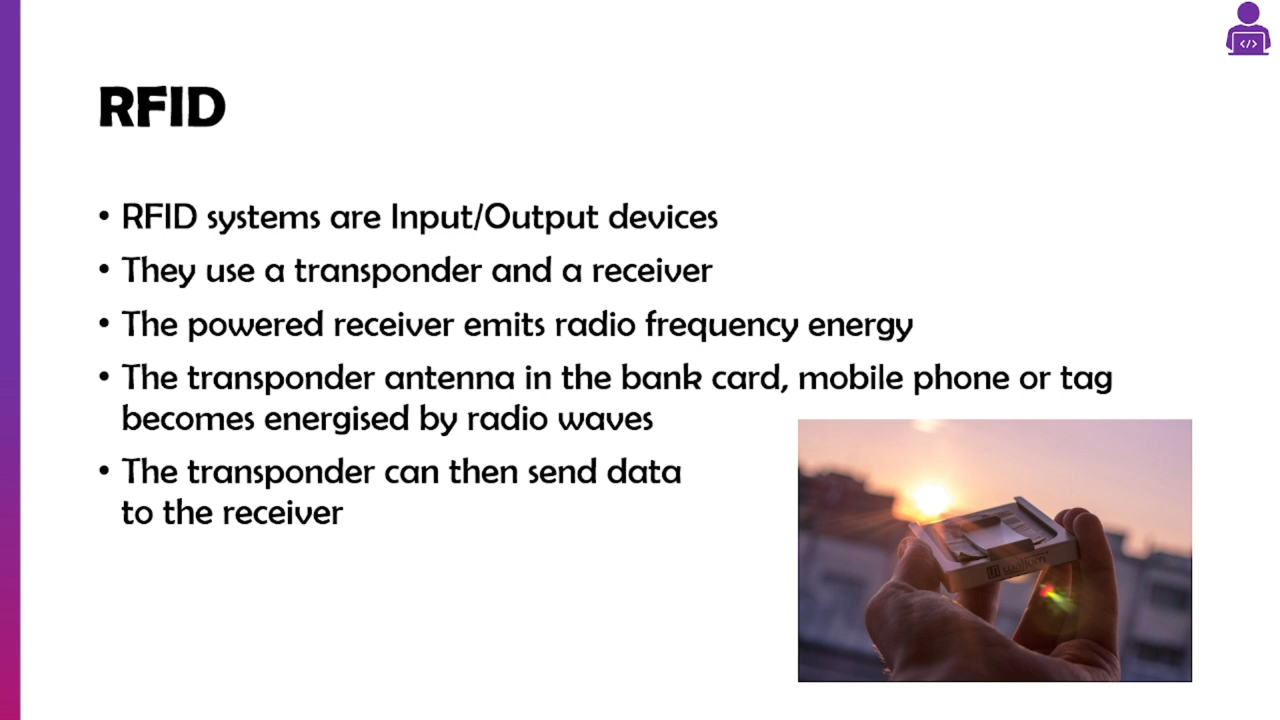 RFID
• RFID systems are Input/Output devices
• They use a transponder and a receiver
• The powered receiver emits radio frequency energy
• The transponder antenna in the bank card, mobile phone or tag
becomes energised by radio waves
• The transponder can then send data
to the receiver